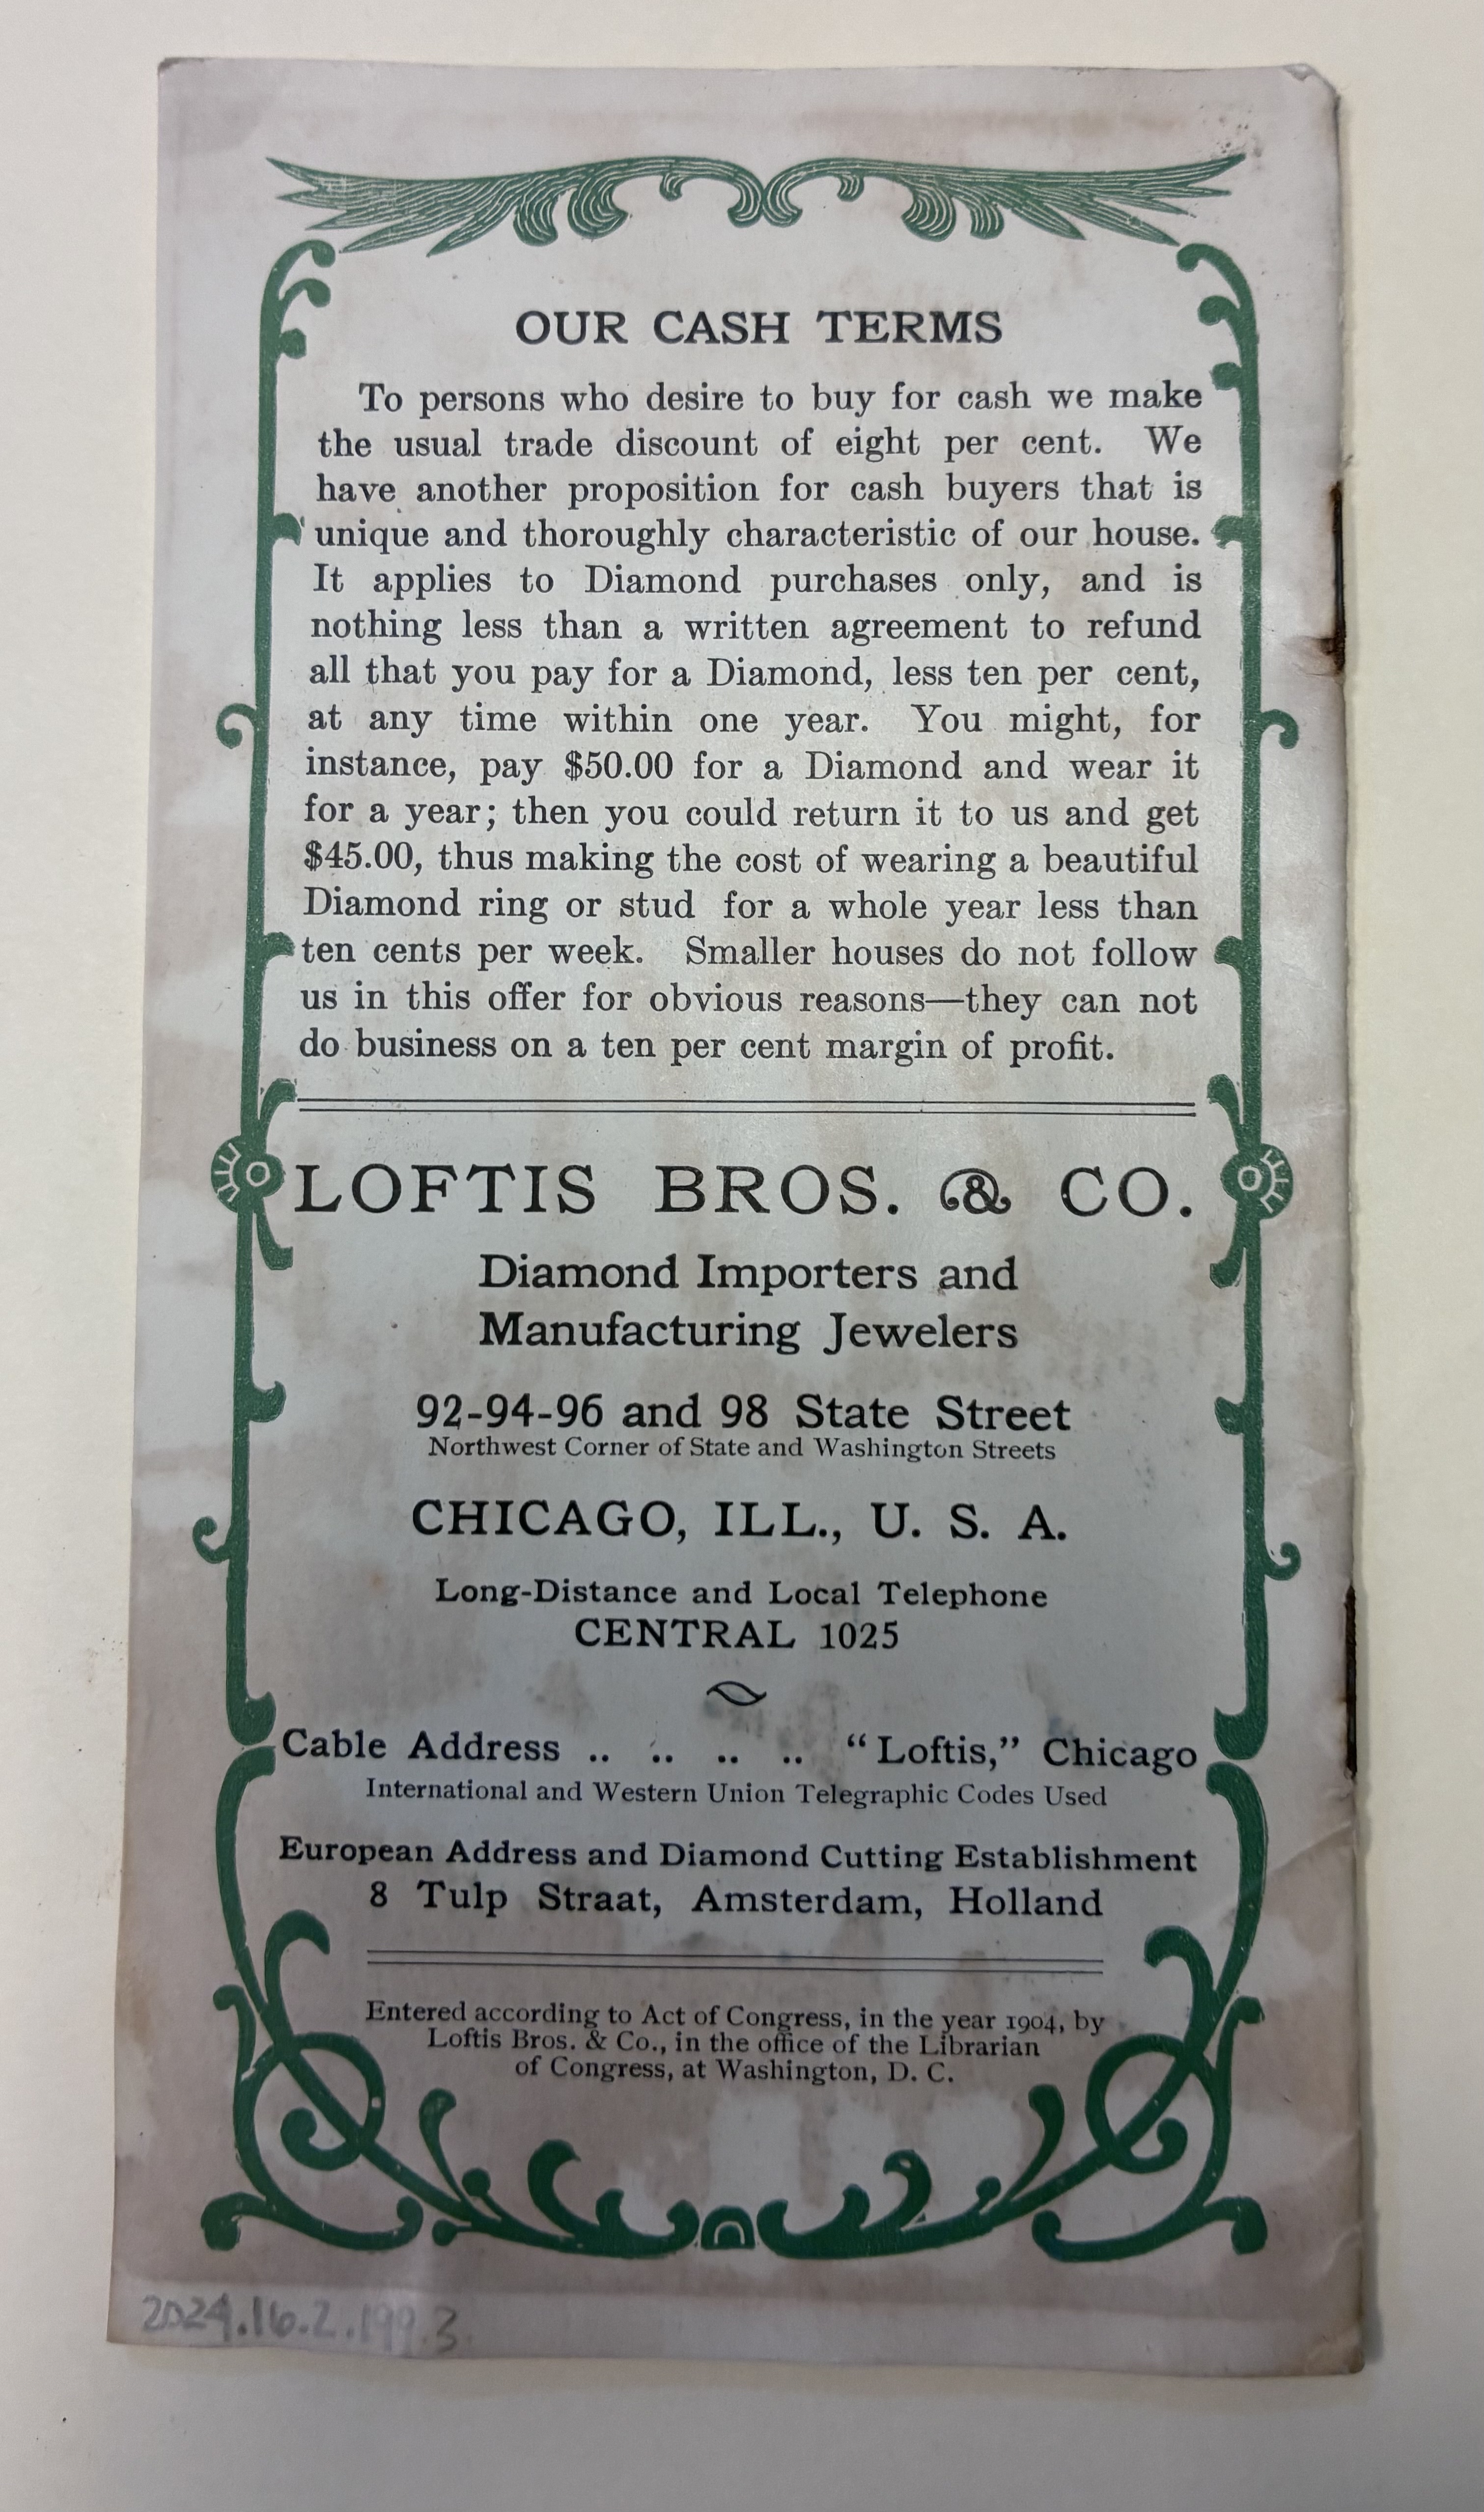 OUR CASH TERMS
To persons who desire to buy for cash we make
the usual trade discount of eight per cent. We
have another proposition for cash buyers that is
unique and thoroughly characteristic of our house.
It applies to Diamond purchases only, and is
nothing less than a written agreement to refund
all that you pay for a Diamond, less ten per cent,
at any time within one year. You might, for
instance, pay $50.00 for a Diamond and wear it
for a year; then you could return it to us and get
$45.00, thus making the cost of wearing a beautiful
Diamond ring or stud for a whole year less than
ten cents per week. Smaller houses do not follow
us in this offer for obvious reasons—they can not
do business on a ten per cent margin of profit.
LOFTIS BROS. & CO.
Diamond Importers and
Manufacturing Jewelers
92-94-96 and 98 State Street
Northwest Corner of State and Washington Streets
CHICAGO, ILL., U. S. A.
Long-Distance and Local Telephone
CENTRAL 1025
Cable Address .. .. .. .. “Loftis,” Chicago
International and Western Union Telegraphic Codes Used
European Address and Diamond Cutting Establishment
8 Tulp Straat, Amsterdam, Holland
Entered according to Act of Congress, in the year 1904, by
Loftis Bros. & Co., in the office of the Librarian
of Congress, at Washington, D. C.
2024.16.2.199.3